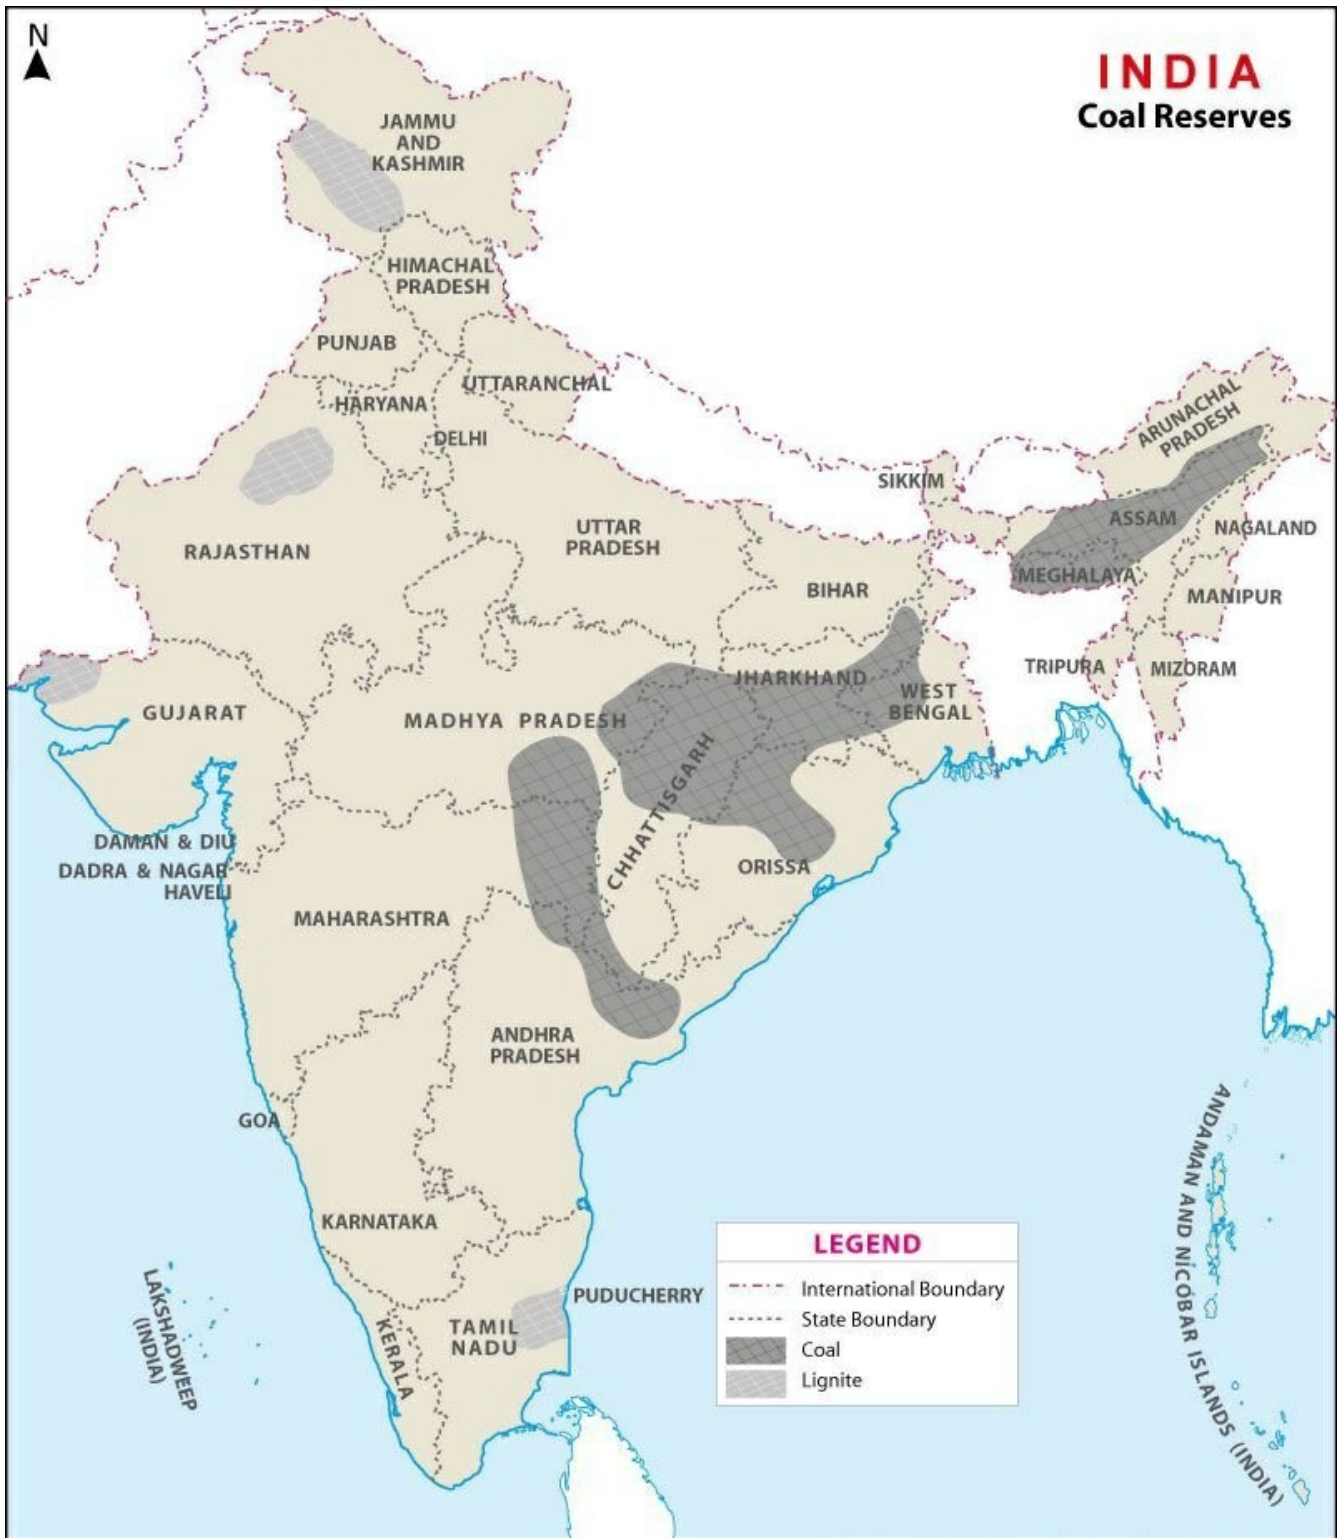 N
INDIA
Coal Reserves
JAMMU
AND
KASHMIR
HIMACHAL
PRADESH
PUNJAB
UTTARANCHAL
HARYANA
DELHI
ARUNACHAL
PRADESH
SIKKIM
ASSAM
NAGALAND
RAJASTHAN
UTTAR
PRADESH
MEGHALAYA
BIHAR
MANIPUR
TRIPURA
MIZORAM
JHARKHAND
WEST
BENGAL
GUJARAT
MADHYA PRADESH
CHHATTISGARH
DAMAN & DIU
DADRA & NAGAR
HAVELI
ORISSA
MAHARASHTRA
ANDHRA
PRADESH
GOA
KARNATAKA
PUDUCHERRY
TAMIL
NADU
KERALA
LAKSHADWEEP
(INDIA)
ANDAMAN AND NICOBAR ISLANDS (INDIA)
LEGEND
International Boundary
State Boundary
Coal
Lignite